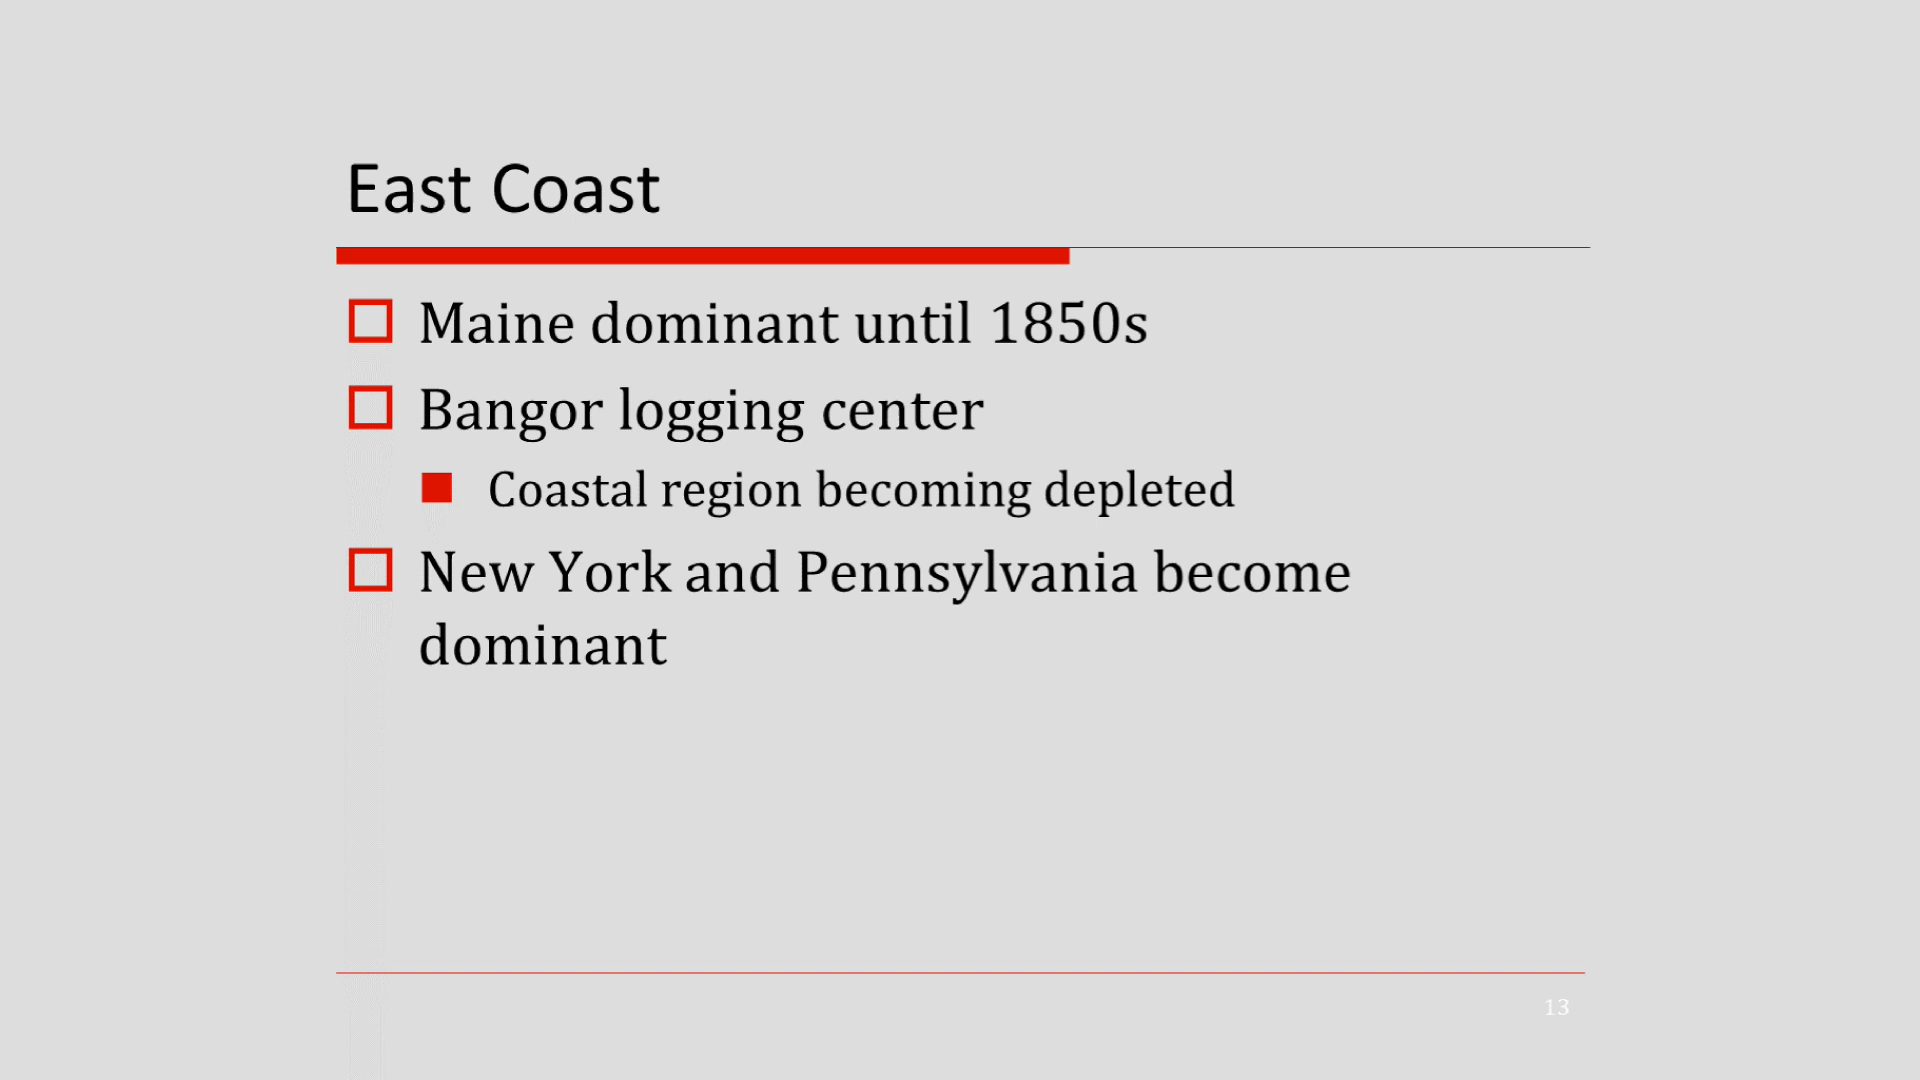 East Coast
Maine dominant until 1850s
Bangor logging center
Coastal region becoming depleted
New York and Pennsylvania become
dominant
13